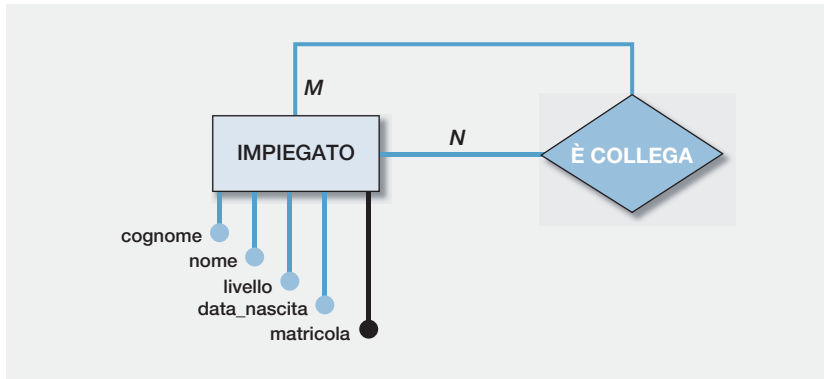 M
N
IMPIEGATO
È COLLEGA
cognome
nome
livello
data_nascita
matricola